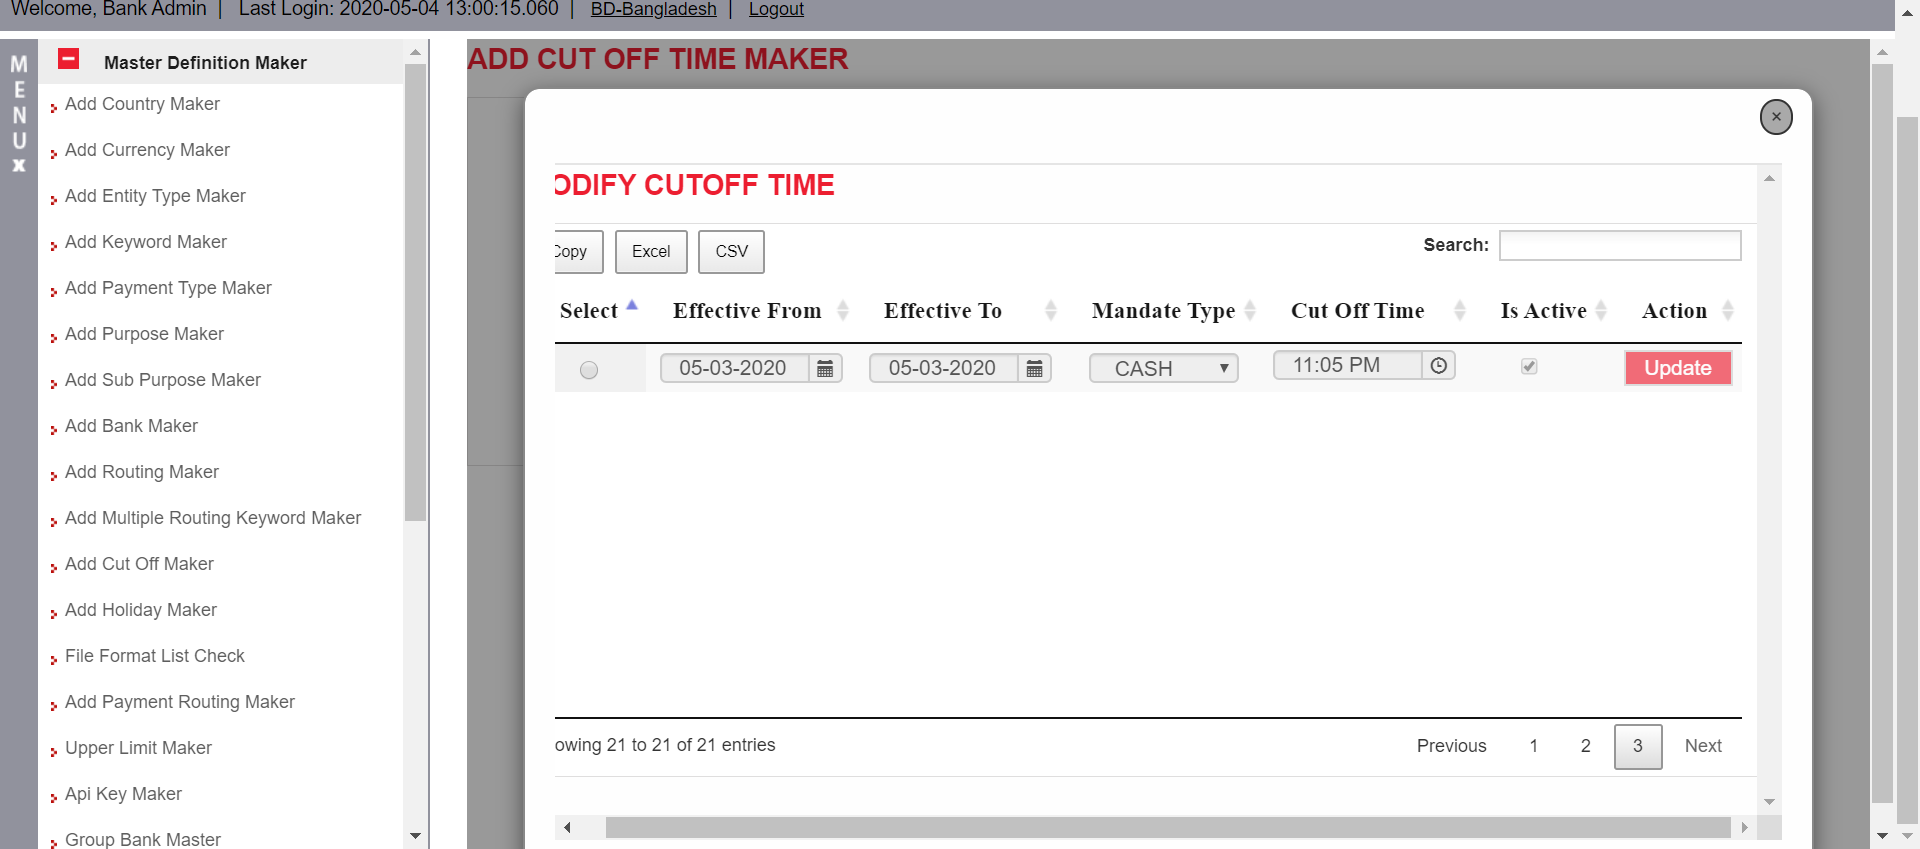 Welcome, Bank Admin | Last Login: 2020-05-04 13:00:15.060 | BD-Bangladesh | Logout
MENU
x
Master Definition Maker
Add Country Maker
Add Currency Maker
Add Entity Type Maker
Add Keyword Maker
Add Payment Type Maker
Add Purpose Maker
Add Sub Purpose Maker
Add Bank Maker
Add Routing Maker
Add Multiple Routing Keyword Maker
Add Cut Off Maker
Add Holiday Maker
File Format List Check
Add Payment Routing Maker
Upper Limit Maker
Api Key Maker
Group Bank Master
ADD CUT OFF TIME MAKER
×
ODIFY CUTOFF TIME
Copy Excel CSV Search:
Select Effective From Effective To Mandate Type Cut Off Time Is Active Action
05-03-2020 05-03-2020 CASH 11:05 PM Update
owing 21 to 21 of 21 entries Previous 1 2 3 Next